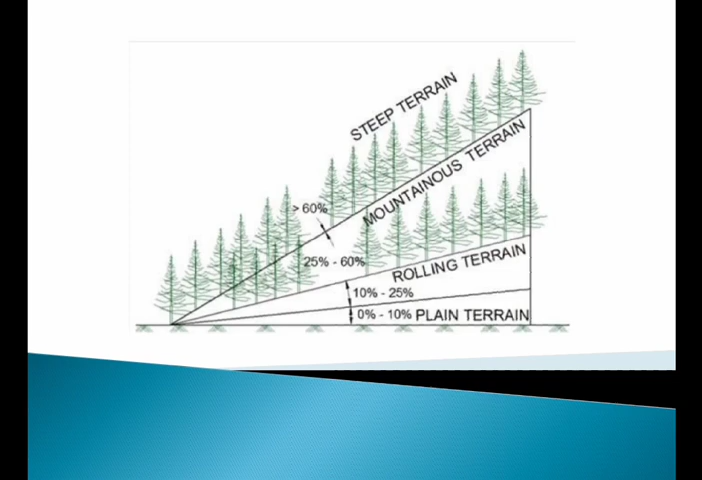 STEEP TERRAIN
MOUNTAINOUS TERRAIN
> 60%
25% - 60%
ROLLING TERRAIN
10% - 25%
0% - 10% PLAIN TERRAIN